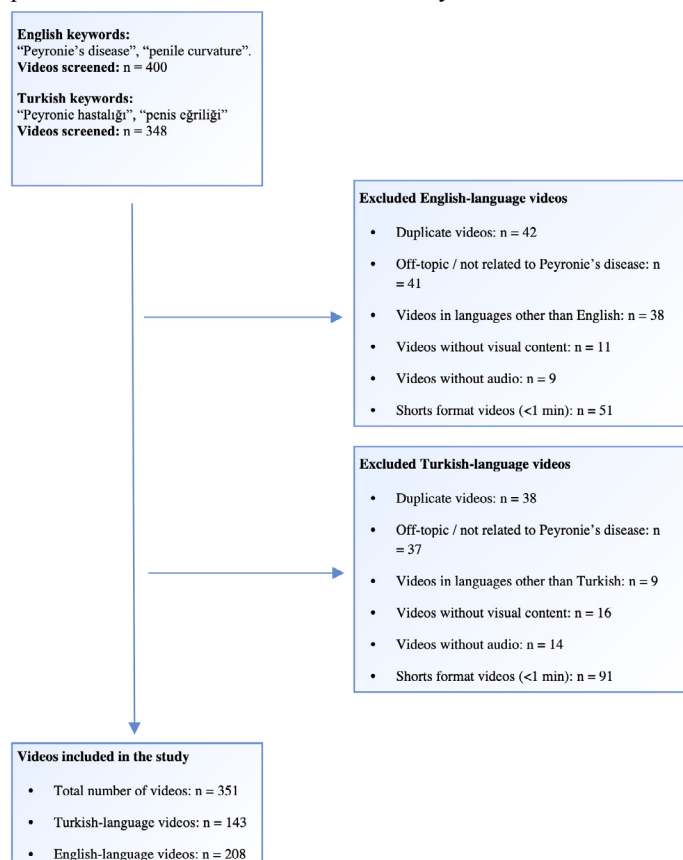 English keywords:
“Peyronie’s disease”, “penile curvature”.
Videos screened: n = 400
Turkish keywords:
“Peyronie hastalığı”, “penis eğriliği”
Videos screened: n = 348
Excluded English-language videos
• Duplicate videos: n = 42
• Off-topic / not related to Peyronie’s disease: n
= 41
• Videos in languages other than English: n = 38
• Videos without visual content: n = 11
• Videos without audio: n = 9
• Shorts format videos (<1 min): n = 51
Excluded Turkish-language videos
• Duplicate videos: n = 38
• Off-topic / not related to Peyronie’s disease: n
= 37
• Videos in languages other than Turkish: n = 9
• Videos without visual content: n = 16
• Videos without audio: n = 14
• Shorts format videos (<1 min): n = 91
Videos included in the study
• Total number of videos: n = 351
• Turkish-language videos: n = 143
• English-language videos: n = 208